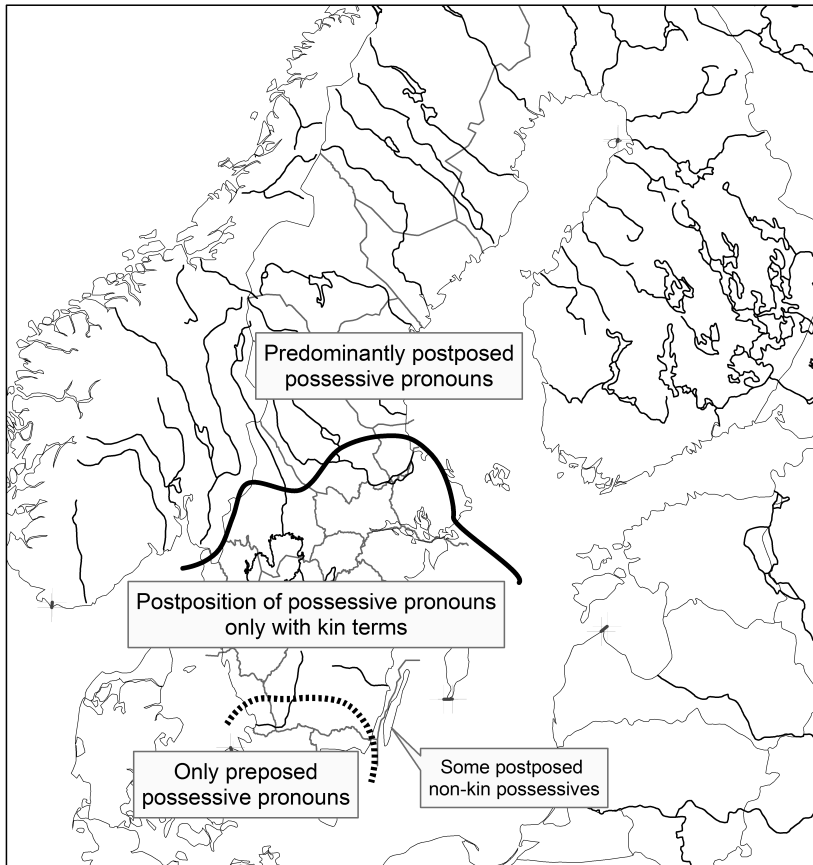 Predominantly postposed
possessive pronouns
Postposition of possessive pronouns
only with kin terms
Only preposed
possessive pronouns
Some postposed
non-kin possessives